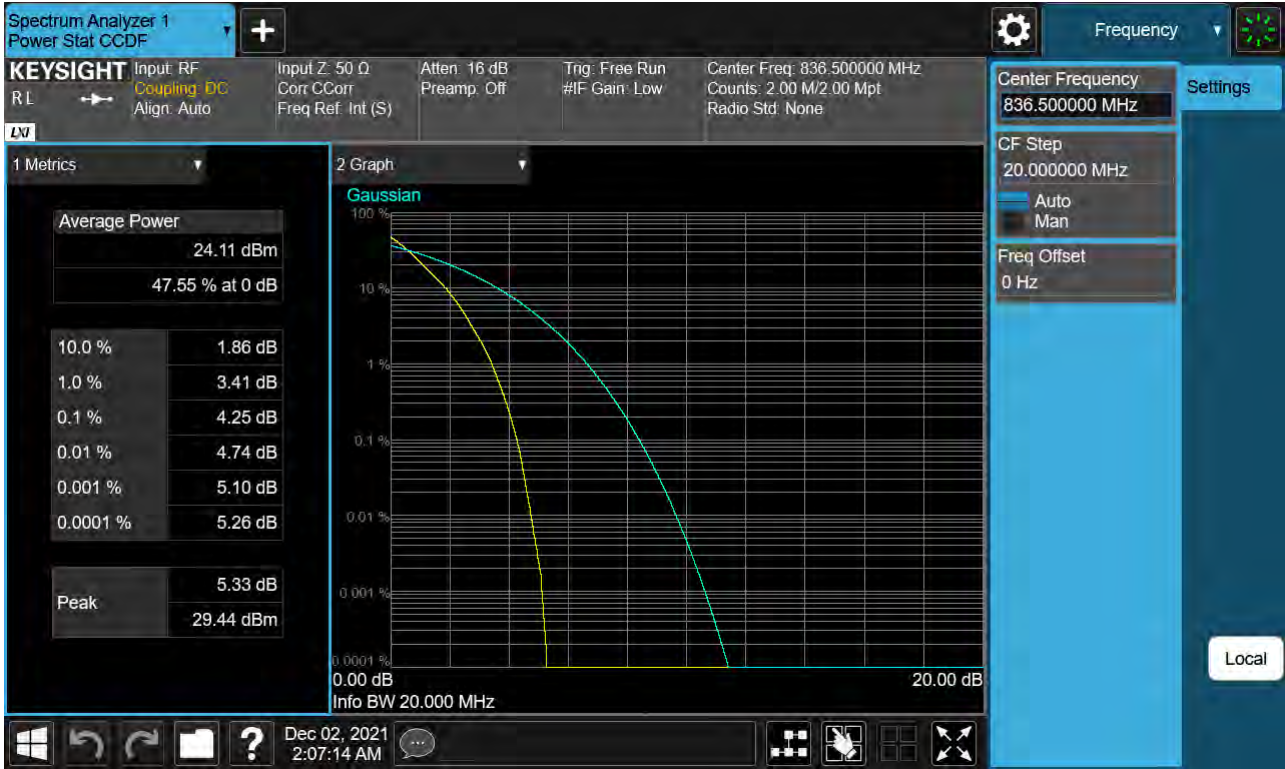 Spectrum Analyzer 1
Power Stat CCDF
+
Frequency
KEYSIGHT
R L
LXI
Input: RF
Coupling: DC
Align: Auto
Input Z: 50 Ω
Corr CCorr
Freq Ref: Int (S)
Atten: 16 dB
Preamp: Off
Trig: Free Run
#IF Gain: Low
Center Freq: 836.500000 MHz
Counts: 2.00 M/2.00 Mpt
Radio Std: None
Center Frequency
836.500000 MHz
Settings
CF Step
20.000000 MHz
Auto
Man
Freq Offset
0 Hz
Local
1 Metrics
Average Power
24.11 dBm
47.55 % at 0 dB
10.0 % 1.86 dB
1.0 % 3.41 dB
0.1 % 4.25 dB
0.01 % 4.74 dB
0.001 % 5.10 dB
0.0001 % 5.26 dB
Peak
5.33 dB
29.44 dBm
2 Graph
Gaussian
100 %
10 %
1 %
0.1 %
0.01 %
0.001 %
0.0001 %
0.00 dB 20.00 dB
Info BW 20.000 MHz
?
Dec 02, 2021
2:07:14 AM